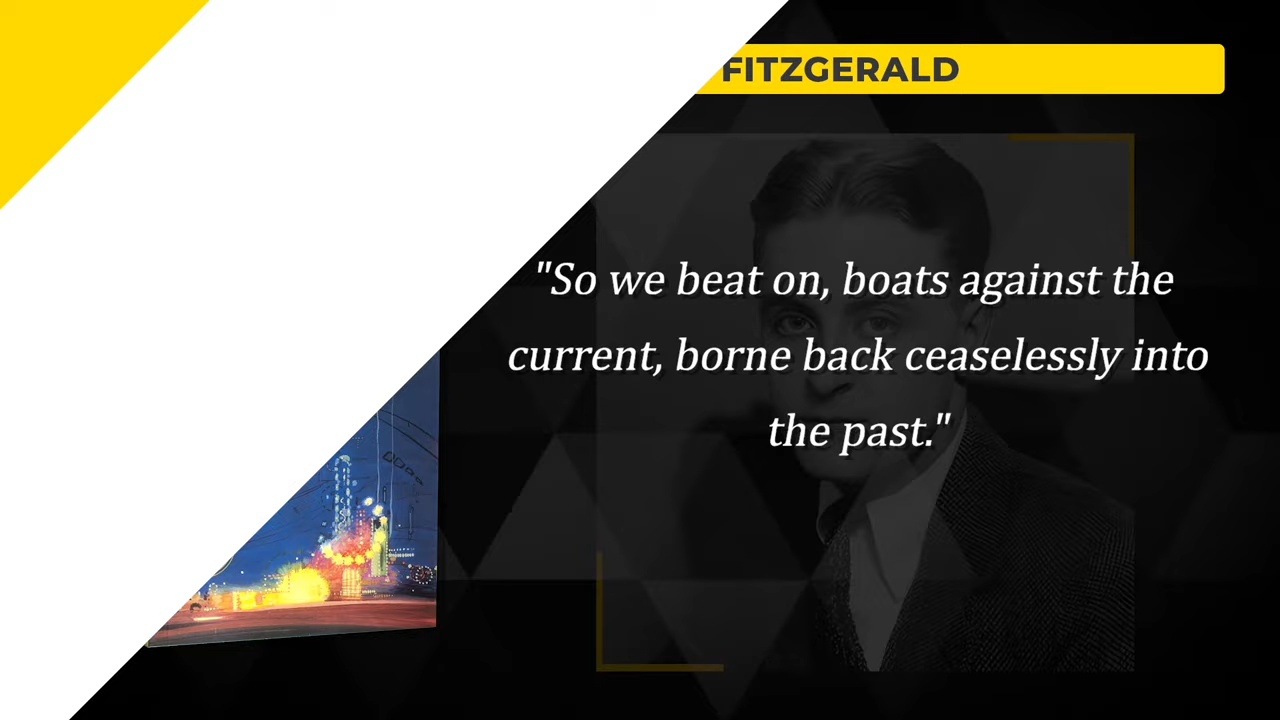 FITZGERALD
"So we beat on, boats against the
current, borne back ceaselessly into
the past."